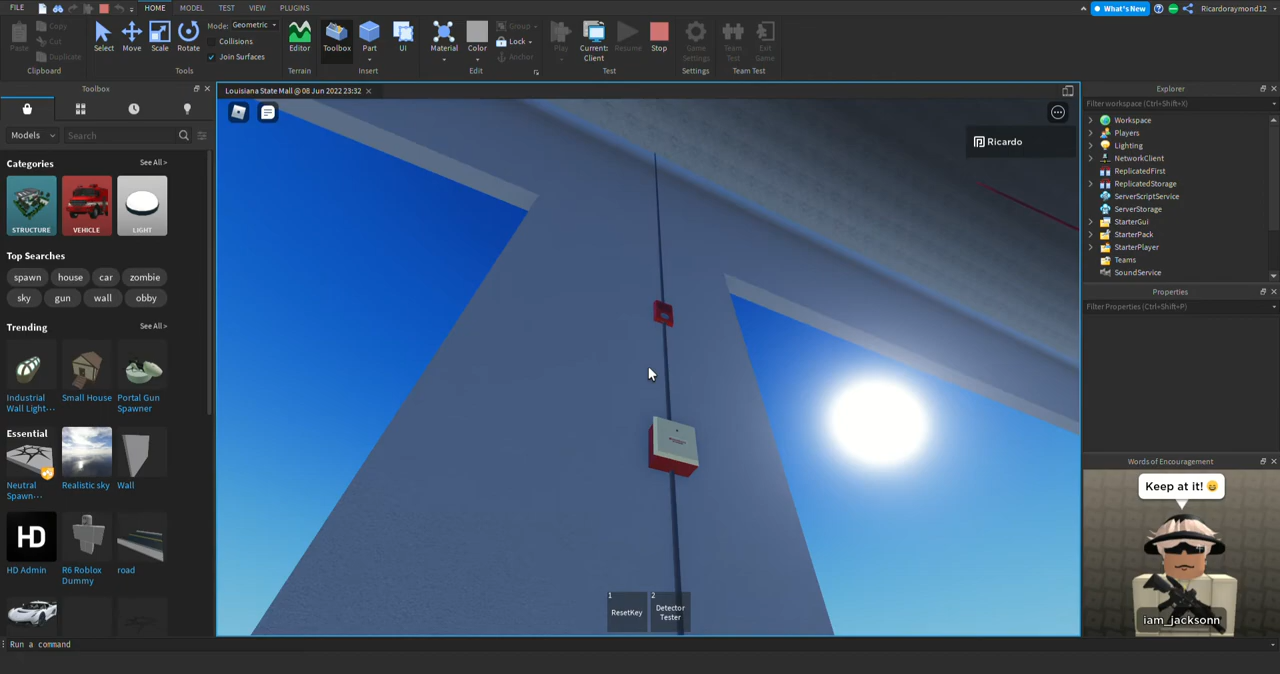 FILE HOME MODEL TEST VIEW PLUGINS What's New Ricardoraymond12
Paste Copy Cut Duplicate Clipboard
Select Move Scale Rotate Mode: Geometric Collisions Join Surfaces Tools
Editor Terrain
Toolbox Part UI Insert
Material Color Group Lock Anchor Edit
Play Current: Client Resume Stop Test
Game Settings Settings
Team Test Exit Game Team Test
Toolbox
Models Search
Categories See All >
STRUCTURE VEHICLE LIGHT
Top Searches
spawn house car zombie
sky gun wall obby
Trending See All >
Industrial Wall Light··· Small House Portal Gun Spawner
Essential
Neutral Spawn··· Realistic sky Wall
HD
HD Admin R6 Roblox Dummy road
Louisiana State Mall @ 08 Jun 2022 23:32
Ricardo
1 ResetKey
2 Detector Tester
Explorer
Filter workspace (Ctrl+Shift+X)
Workspace
Players
Lighting
NetworkClient
ReplicatedFirst
ReplicatedStorage
ServerScriptService
ServerStorage
StarterGui
StarterPack
StarterPlayer
Teams
SoundService
Properties
Filter Properties (Ctrl+Shift+P)
Words of Encouragement
Keep at it! 😄
iam_jacksonn
Run a command